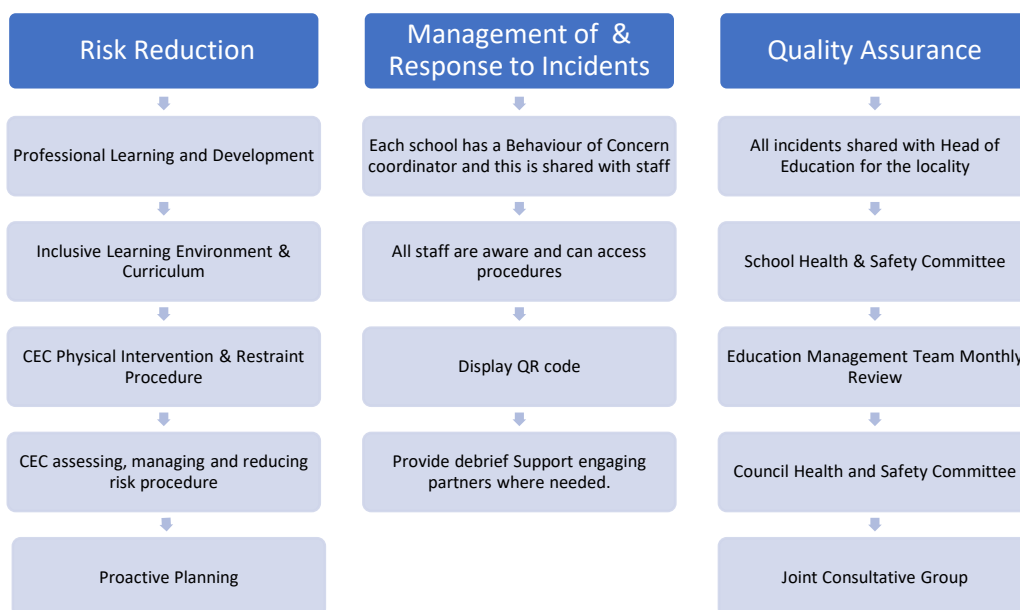 Risk Reduction
Professional Learning and Development
Inclusive Learning Environment &
Curriculum
CEC Physical Intervention & Restraint
Procedure
CEC assessing, managing and reducing
risk procedure
Proactive Planning
Management of &
Response to Incidents
Each school has a Behaviour of Concern
coordinator and this is shared with staff
All staff are aware and can access
procedures
Display QR code
Provide debrief Support engaging
partners where needed.
Quality Assurance
All incidents shared with Head of
Education for the locality
School Health & Safety Committee
Education Management Team Monthly
Review
Council Health and Safety Committee
Joint Consultative Group